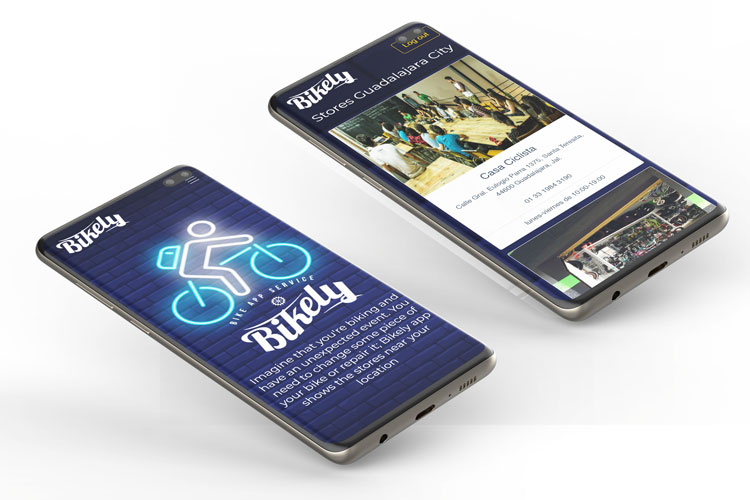 Bikely
BIKE APP SERVICE
Bikely
Imagine that you're biking and
have an unexpected event. You
need to change some piece of
your bike or repair it; Bikely app
shows the stores near your
location
Log out
Bikely
Stores Guadalajara City
Casa Ciclista
Calle Gral. Eulogio Parra 1375, Santa Teresita,
44600 Guadalajara, Jal.
01 33 1984 3190
lunes-viernes de 10:00-19:00